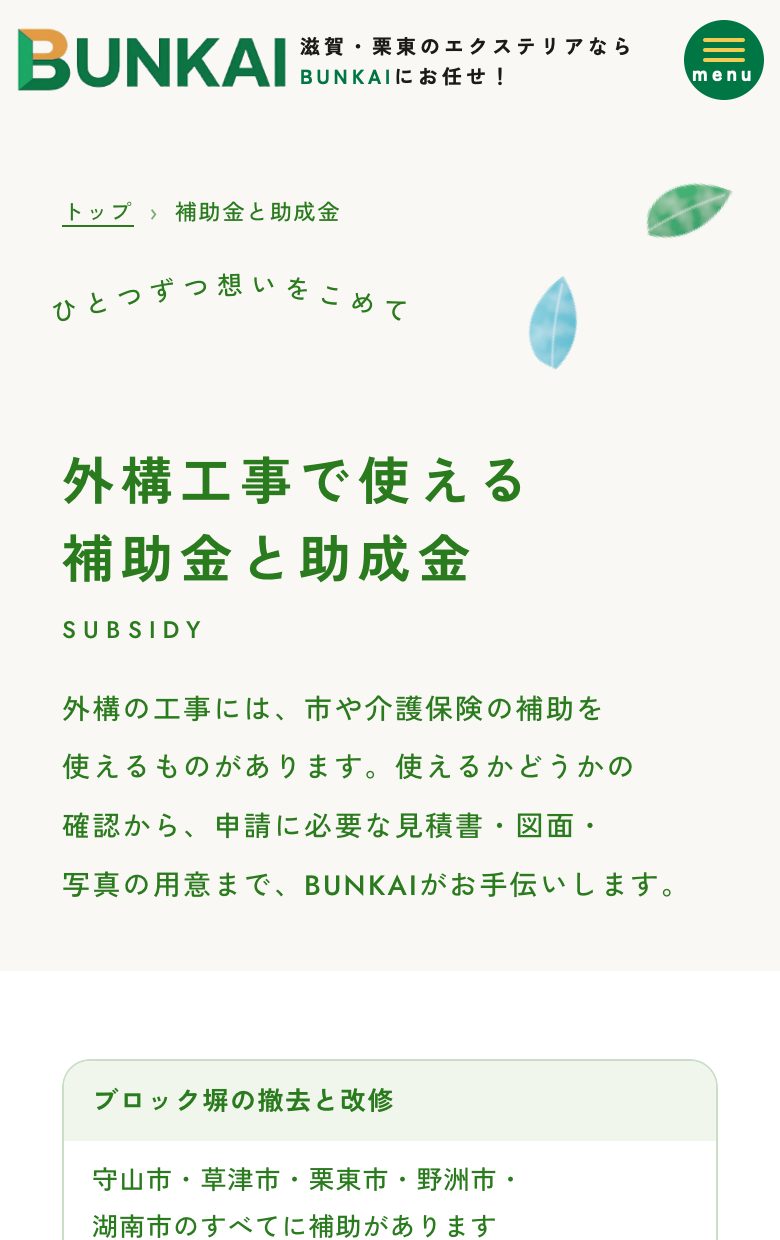 BUNKAI
滋賀・栗東のエクステリアなら
BUNKAIにお任せ！
menu
トップ › 補助金と助成金
ひとつずつ想いをこめて
外構工事で使える
補助金と助成金
SUBSIDY
外構の工事には、市や介護保険の補助を
使えるものがあります。使えるかどうかの
確認から、申請に必要な見積書・図面・
写真の用意まで、BUNKAIがお手伝いします。
ブロック塀の撤去と改修
守山市・草津市・栗東市・野洲市・
湖南市のすべてに補助があります